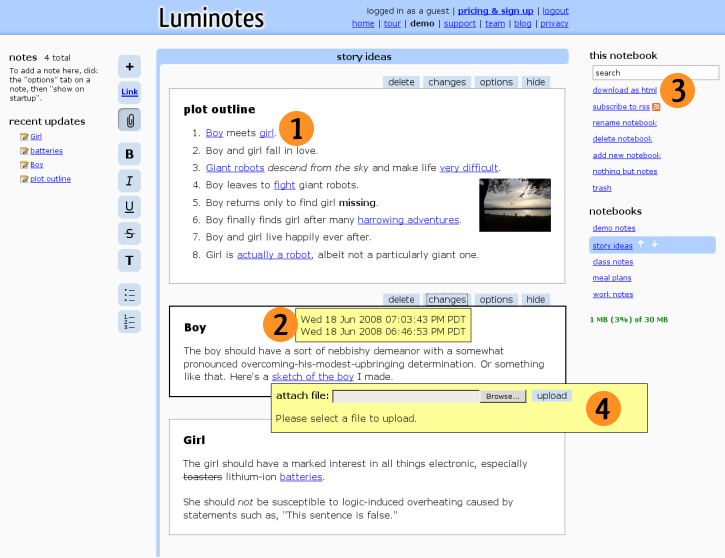 Luminotes
logged in as a guest | pricing & sign up | logout
home | tour | demo | support | team | blog | privacy
notes 4 total
To add a note here, click
the "options" tab on a
note, then "show on
startup".
recent updates
Girl
batteries
Boy
plot outline
+
Link
B
I
U
S
T
story ideas
delete changes options hide
plot outline
1. Boy meets girl.
1
2. Boy and girl fall in love.
3. Giant robots descend from the sky and make life very difficult.
4. Boy leaves to fight giant robots.
5. Boy returns only to find girl missing.
6. Boy finally finds girl after many harrowing adventures.
7. Boy and girl live happily ever after.
8. Girl is actually a robot, albeit not a particularly giant one.
delete changes options hide
Boy
2
Wed 18 Jun 2008 07:03:43 PM PDT
Wed 18 Jun 2008 06:46:53 PM PDT
The boy should have a sort of nebbishy demeanor with a somewhat
pronounced overcoming-his-modest-upbringing determination. Or something
like that. Here's a sketch of the boy I made.
attach file: Browse... upload
4
Please select a file to upload.
Girl
The girl should have a marked interest in all things electronic, especially
toasters lithium-ion batteries.
She should not be susceptible to logic-induced overheating caused by
statements such as, "This sentence is false."
this notebook
search
download as html
3
subscribe to rss
rename notebook
delete notebook
add new notebook
nothing but notes
trash
notebooks
demo notes
story ideas
class notes
meal plans
work notes
1 MB (3%) of 30 MB